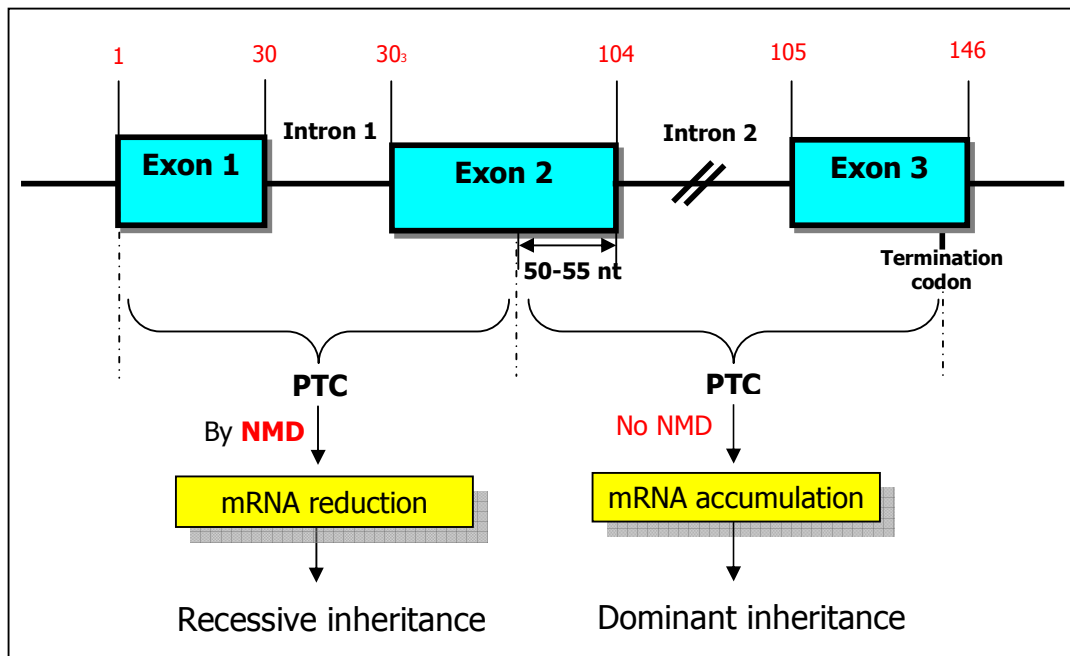 1 30 30₃ 104 105 146
Intron 1 Intron 2
Exon 1 Exon 2 Exon 3
50-55 nt
Termination
codon
PTC PTC
By NMD No NMD
mRNA reduction mRNA accumulation
Recessive inheritance Dominant inheritance